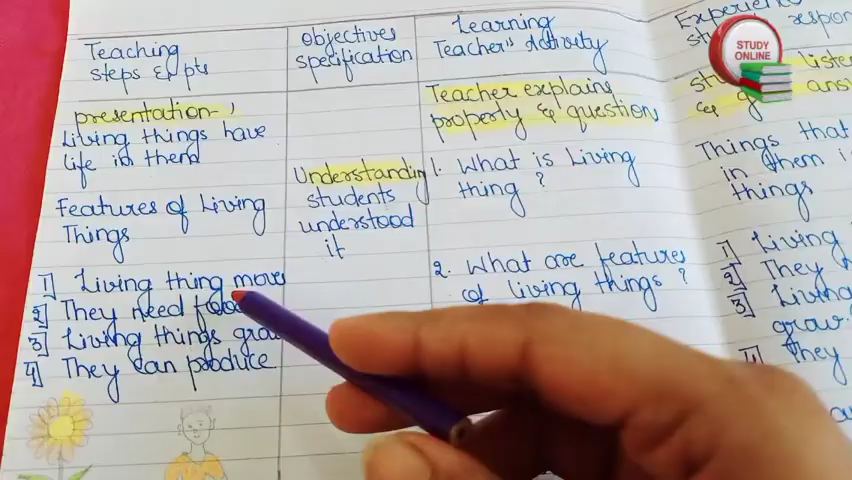 Teaching
steps & pts
Objectives
specification
Learning
Teacher's Activity
STUDY
ONLINE
presentation-
Living things have
life in them
Features of Living
Things
1] Living thing move
2] They need
3] Living things
4] They can produce
Understanding
students
understood
it
Teacher explains
property & question
1. What is Living
thing ?
2. What are features
of living things ?
Things that
in them
things
1] Living
2] They
3] Living
grow
4] They